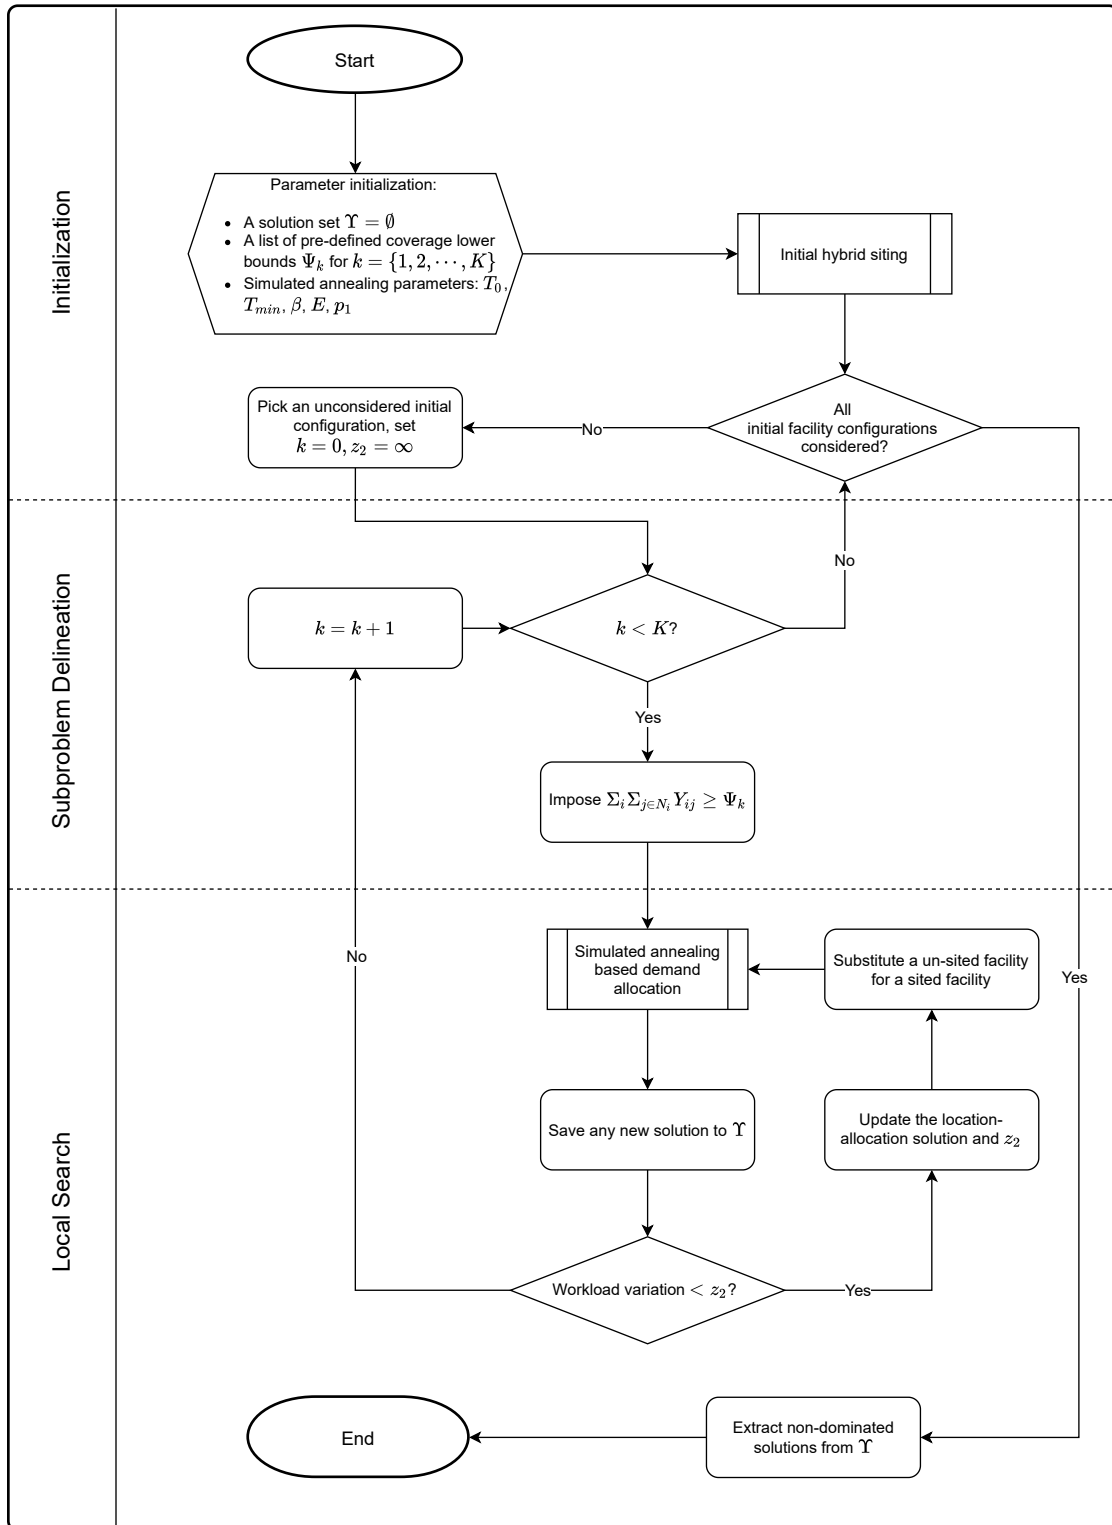 Initialization
Start
Parameter initialization:
• A solution set ϒ = ∅
• A list of pre-defined coverage lower
bounds Ψ_k for k = {1, 2, ⋯, K}
• Simulated annealing parameters: T_0,
T_{min}, β, E, p_1
Initial hybrid siting
All
initial facility configurations
considered?
No
Yes
Pick an unconsidered initial
configuration, set
k = 0, z_2 = ∞
Subproblem Delineation
k = k + 1
k < K?
No
Yes
Impose Σ_i Σ_{j∈N_i} Y_{ij} ≥ Ψ_k
Local Search
No
Simulated annealing
based demand
allocation
Substitute a un-sited facility
for a sited facility
Save any new solution to ϒ
Update the location-
allocation solution and z_2
Workload variation < z_2?
Yes
End
Extract non-dominated
solutions from ϒ